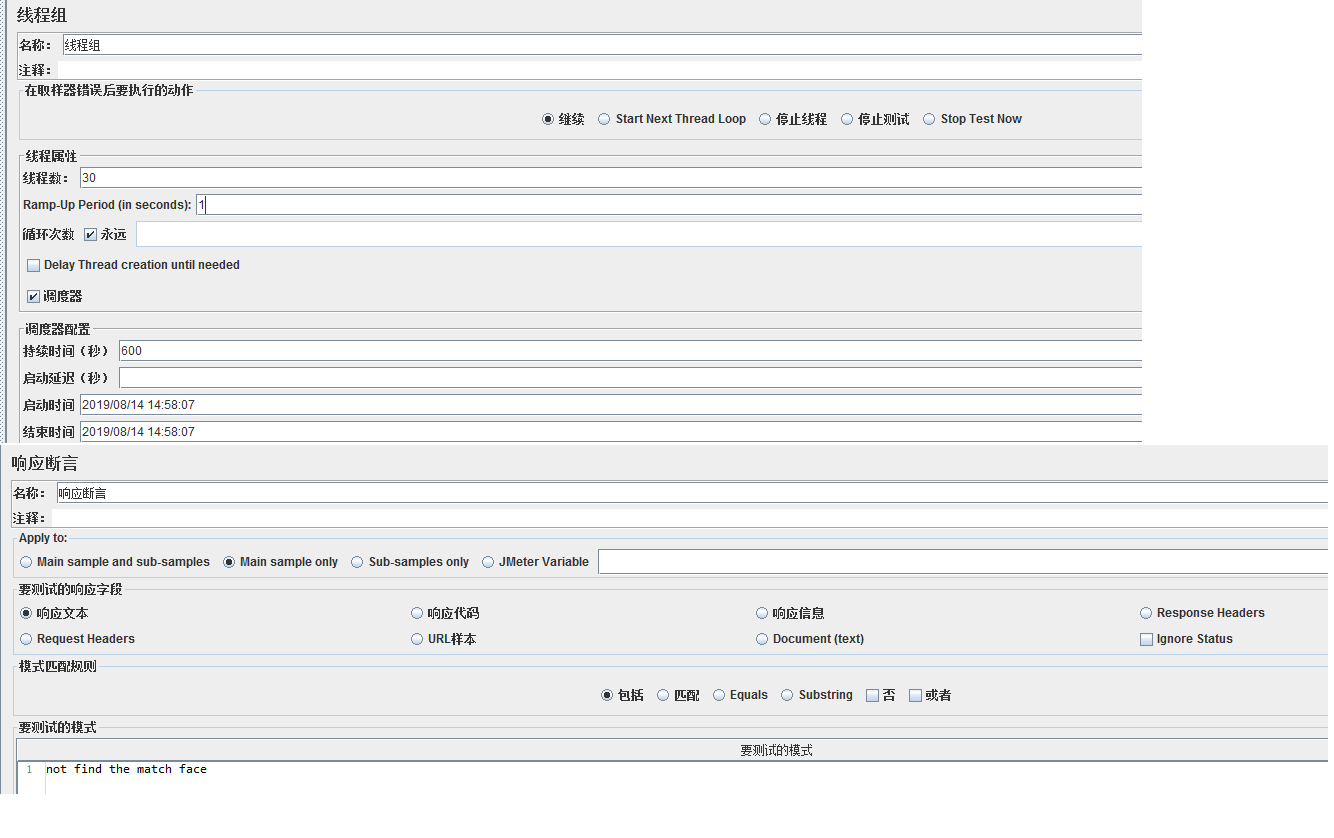 线程组
名称： 线程组
注释：
在取样器错误后要执行的动作
继续 Start Next Thread Loop 停止线程 停止测试 Stop Test Now
线程属性
线程数： 30
Ramp-Up Period (in seconds): 1
循环次数 永远
Delay Thread creation until needed
调度器
调度器配置
持续时间（秒） 600
启动延迟（秒）
启动时间 2019/08/14 14:58:07
结束时间 2019/08/14 14:58:07
响应断言
名称： 响应断言
注释：
Apply to:
Main sample and sub-samples Main sample only Sub-samples only JMeter Variable
要测试的响应字段
响应文本 响应代码 响应信息 Response Headers
Request Headers URL样本 Document (text) Ignore Status
模式匹配规则
包括 匹配 Equals Substring 否 或者
要测试的模式
要测试的模式
1 not find the match face